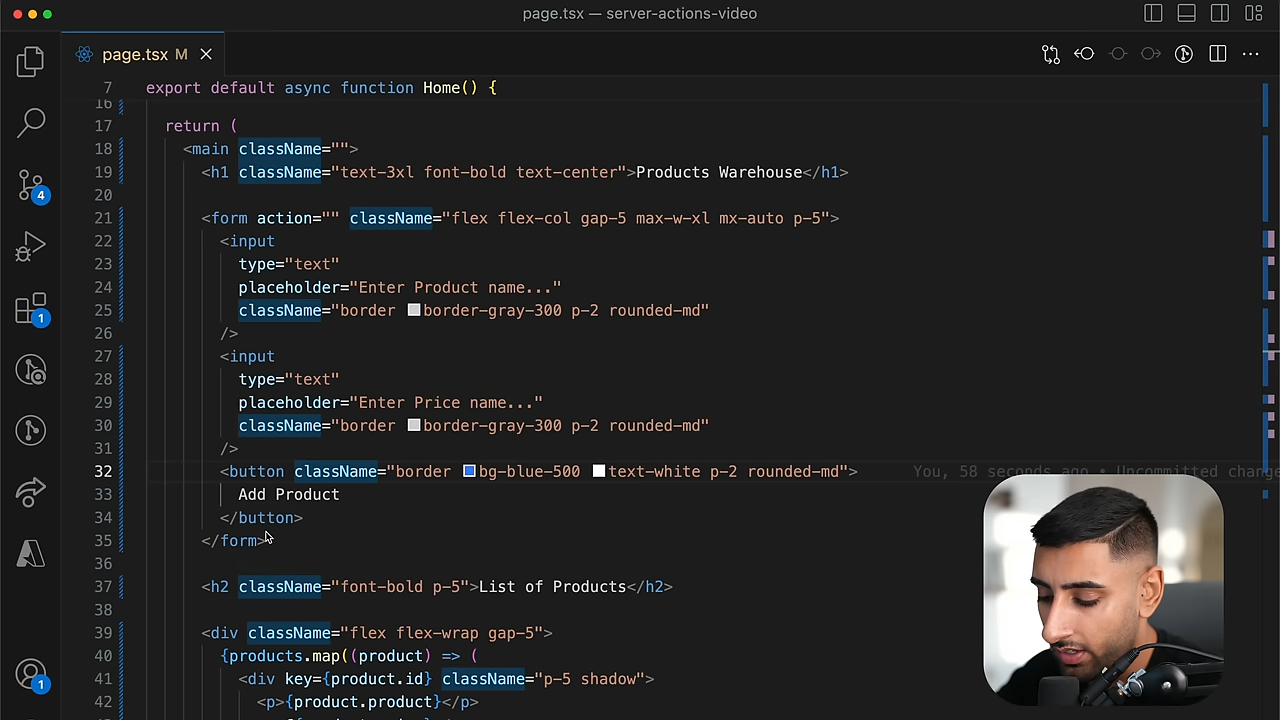 page.tsx — server-actions-video
page.tsx M
7 export default async function Home() {
16
17 return (
18 <main className="">
19 <h1 className="text-3xl font-bold text-center">Products Warehouse</h1>
20
21 <form action="" className="flex flex-col gap-5 max-w-xl mx-auto p-5">
22 <input
23 type="text"
24 placeholder="Enter Product name..."
25 className="border border-gray-300 p-2 rounded-md"
26 />
27 <input
28 type="text"
29 placeholder="Enter Price name..."
30 className="border border-gray-300 p-2 rounded-md"
31 />
32 <button className="border bg-blue-500 text-white p-2 rounded-md"> You, 58 seconds ago • Uncommitted change
33 Add Product
34 </button>
35 </form>
36
37 <h2 className="font-bold p-5">List of Products</h2>
38
39 <div className="flex flex-wrap gap-5">
40 {products.map((product) => (
41 <div key={product.id} className="p-5 shadow">
42 <p>{product.product}</p>
4
1
1